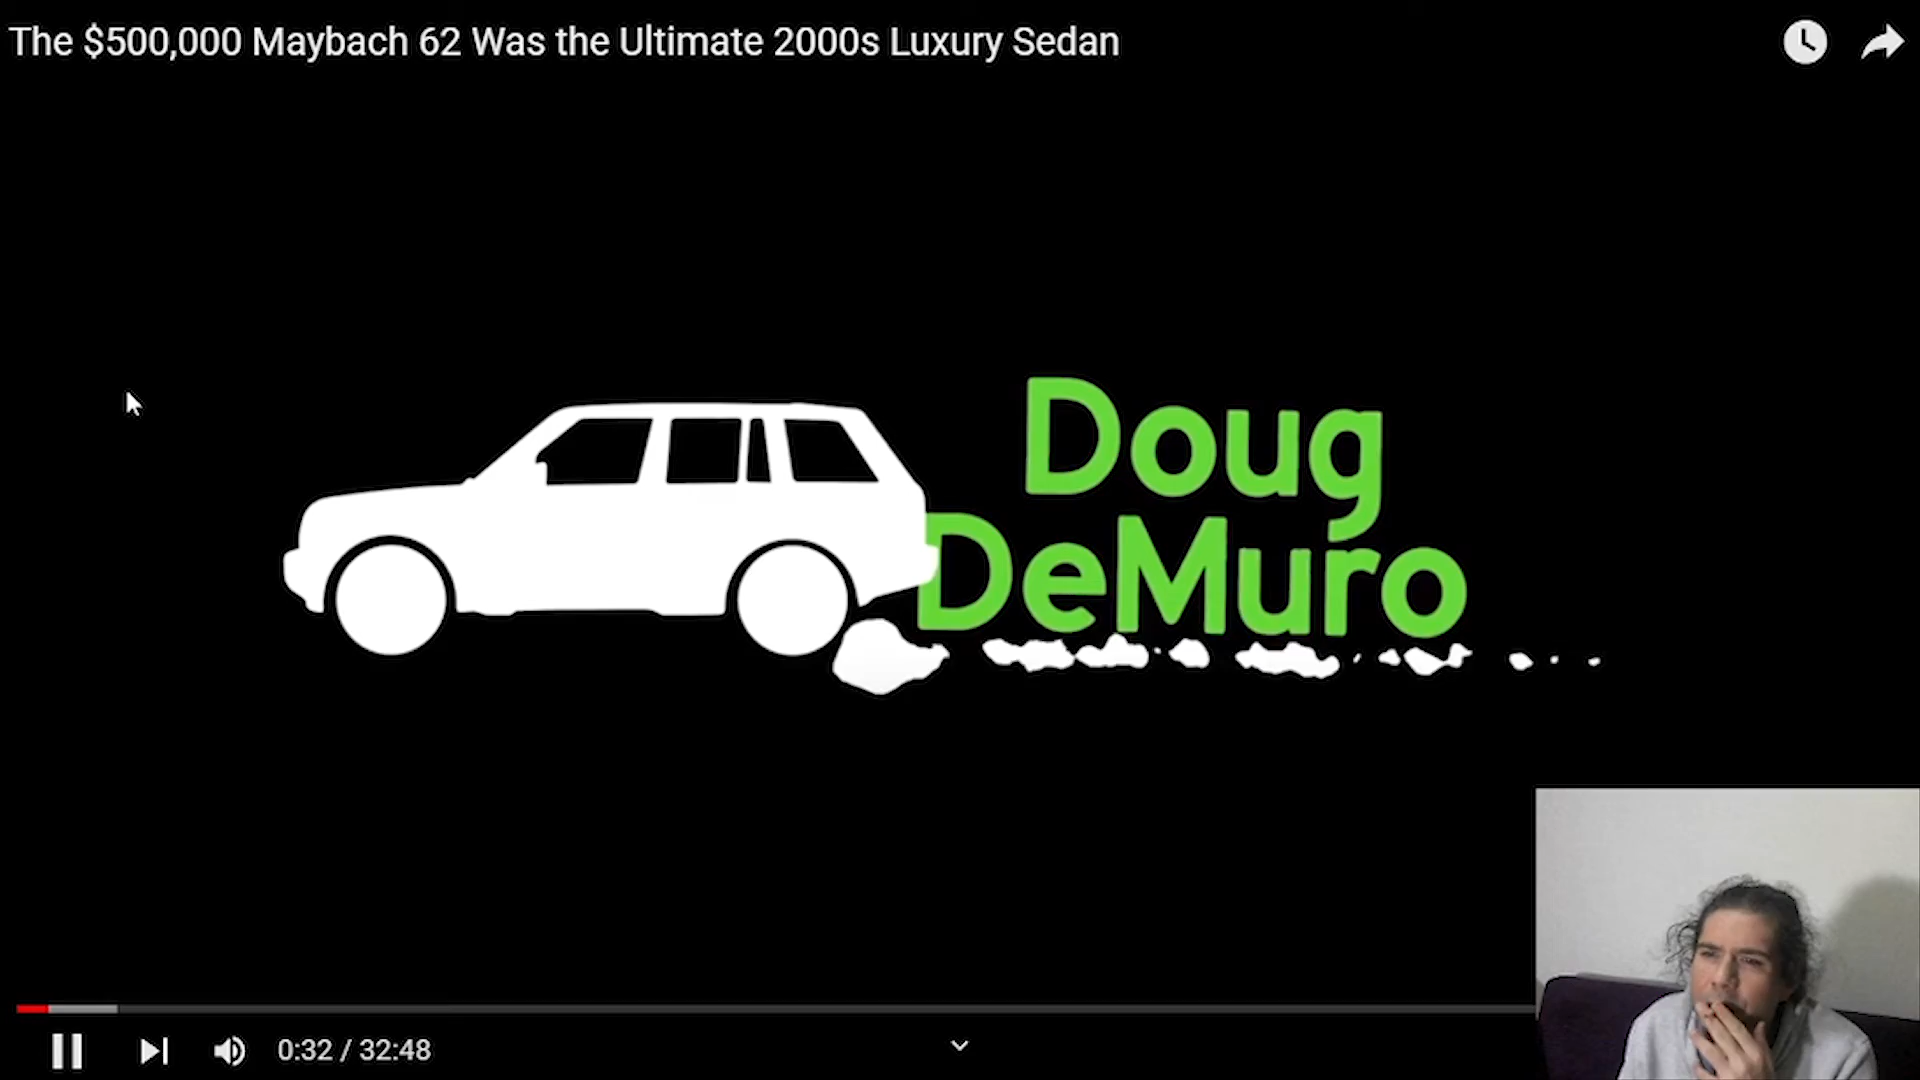 The $500,000 Maybach 62 Was the Ultimate 2000s Luxury Sedan
Doug
DeMuro
0:32 / 32:48